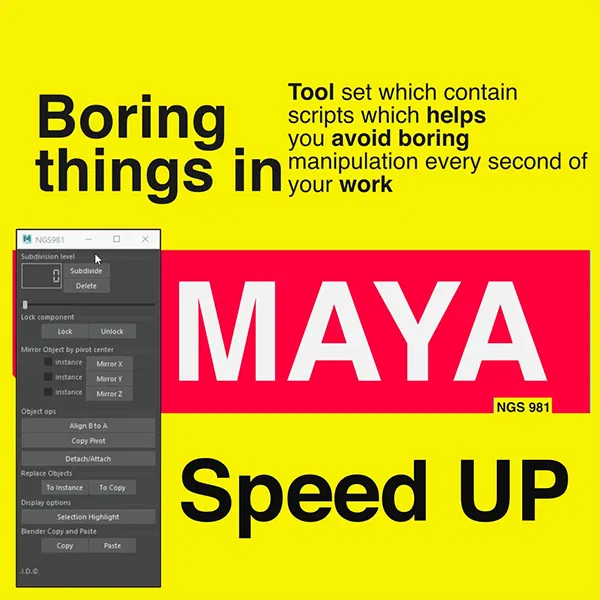 Boring
things in
Tool set which contain
scripts which helps
you avoid boring
manipulation every second of
your work
NGS981
Subdivision level
0
Subdivide
Delete
Lock component
Lock Unlock
Mirror Object by pivot center
instance Mirror X
instance Mirror Y
instance Mirror Z
Object ops
Align B to A
Copy Pivot
Detach/Attach
Replace Objects
To Instance To Copy
Display options
Selection Highlight
Blender Copy and Paste
Copy Paste
.I.D.©
MAYA
NGS 981
Speed UP